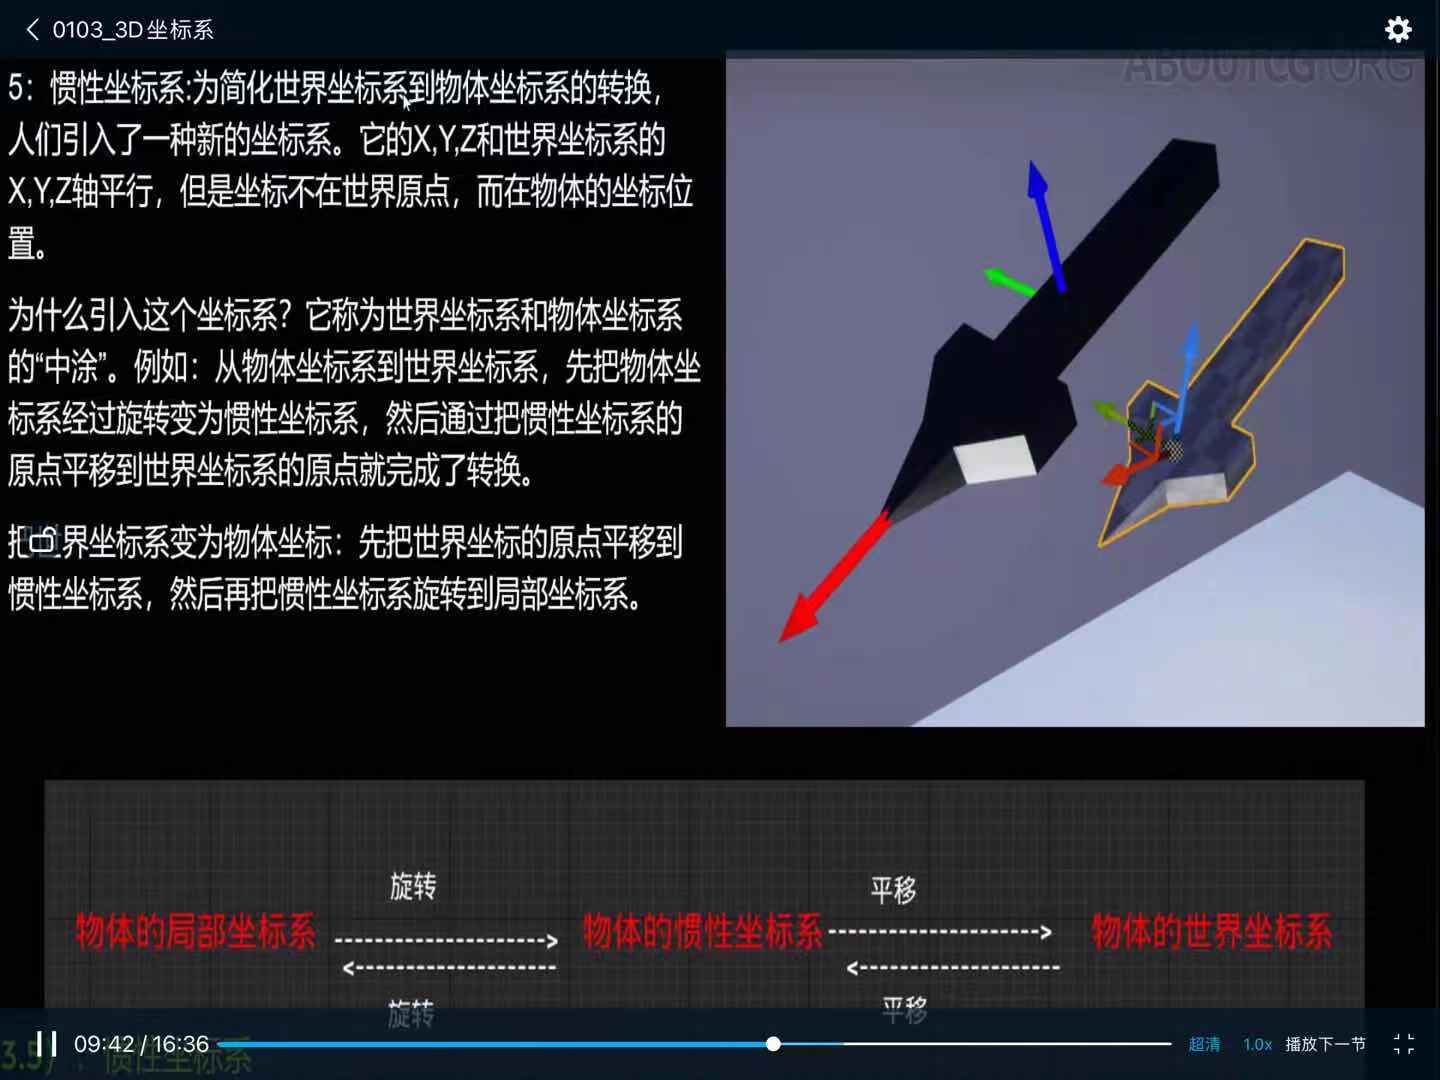 0103_3D坐标系
ABOUTCG.ORG
5：惯性坐标系:为简化世界坐标系到物体坐标系的转换，
人们引入了一种新的坐标系。它的X,Y,Z和世界坐标系的
X,Y,Z轴平行，但是坐标不在世界原点，而在物体的坐标位
置。
为什么引入这个坐标系？它称为世界坐标系和物体坐标系
的“中涂”。例如：从物体坐标系到世界坐标系，先把物体坐
标系经过旋转变为惯性坐标系，然后通过把惯性坐标系的
原点平移到世界坐标系的原点就完成了转换。
把世界坐标系变为物体坐标：先把世界坐标的原点平移到
惯性坐标系，然后再把惯性坐标系旋转到局部坐标系。
旋转 平移
物体的局部坐标系 物体的惯性坐标系 物体的世界坐标系
旋转 平移
09:42 / 16:36 超清 1.0x 播放下一节
惯性坐标系